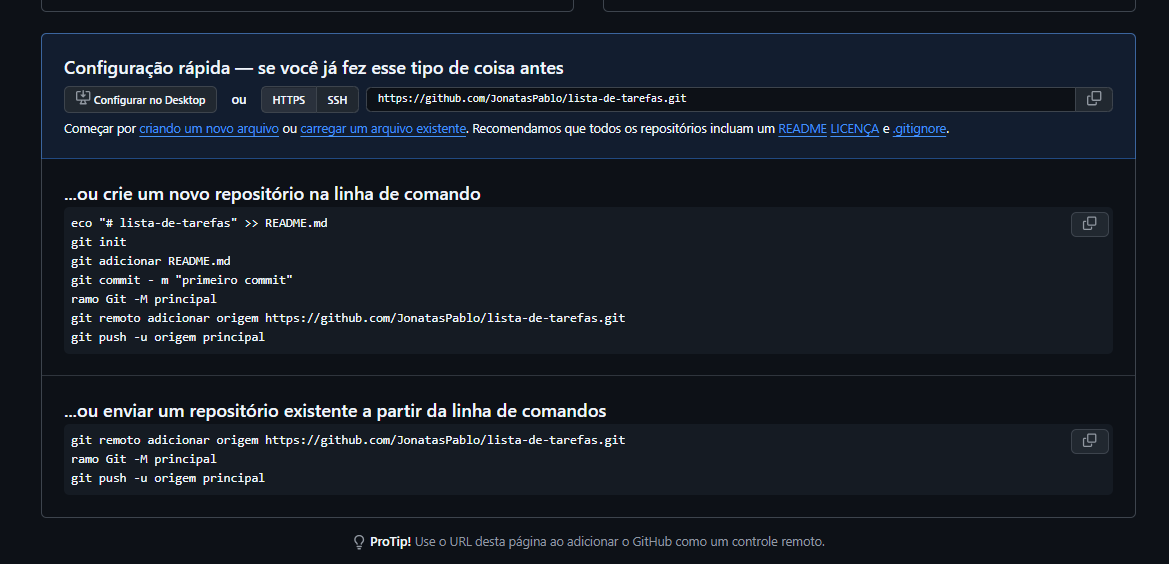 Configuração rápida — se você já fez esse tipo de coisa antes
Configurar no Desktop ou HTTPS SSH https://github.com/JonatasPablo/lista-de-tarefas.git
Começar por criando um novo arquivo ou carregar um arquivo existente. Recomendamos que todos os repositórios incluam um README LICENÇA e .gitignore.
...ou crie um novo repositório na linha de comando
eco "# lista-de-tarefas" >> README.md
git init
git adicionar README.md
git commit - m "primeiro commit"
ramo Git -M principal
git remoto adicionar origem https://github.com/JonatasPablo/lista-de-tarefas.git
git push -u origem principal
...ou enviar um repositório existente a partir da linha de comandos
git remoto adicionar origem https://github.com/JonatasPablo/lista-de-tarefas.git
ramo Git -M principal
git push -u origem principal
ProTip! Use o URL desta página ao adicionar o GitHub como um controle remoto.